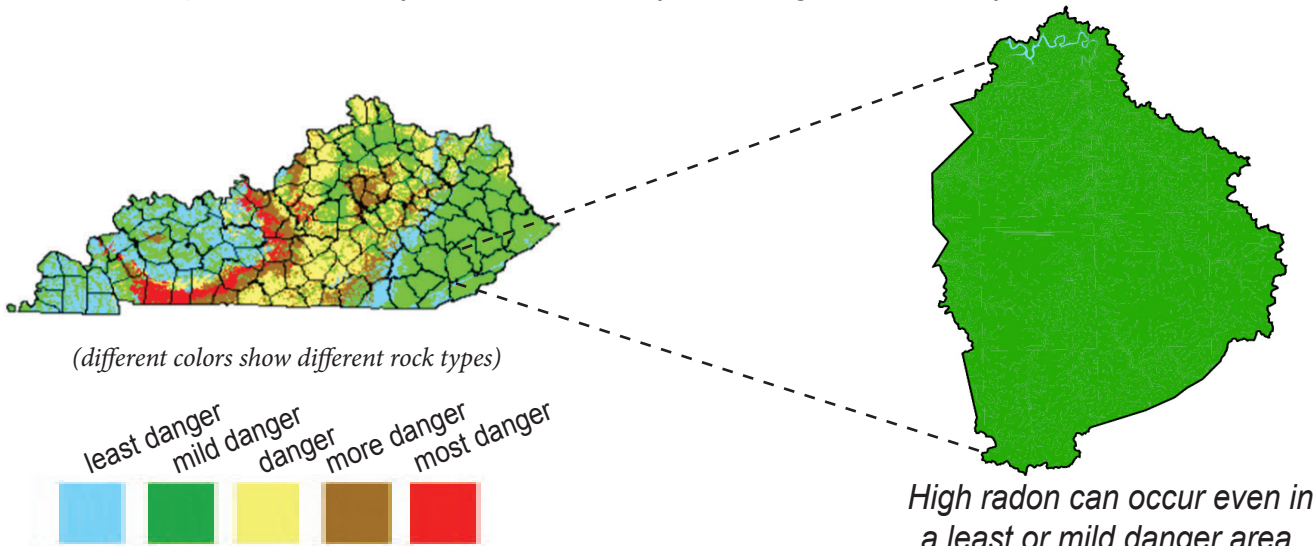 (different colors show different rock types)
least danger
mild danger
danger
more danger
most danger
High radon can occur even in
a least or mild danger area